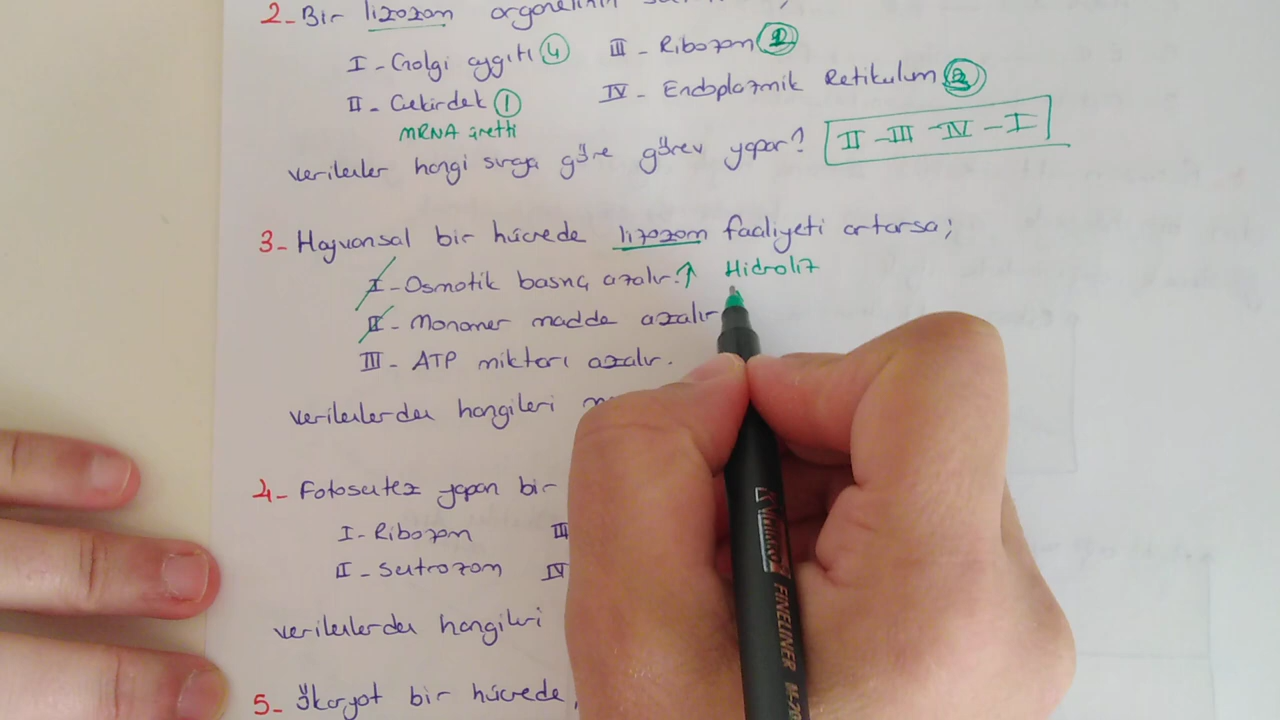 2- Bir lizozom organelinin
I - Golgi aygıtı 4 III - Ribozom 2
II - Çekirdek 1 IV - Endoplazmik Retikulum 3
mRNA üretti
verilenler hangi sıraya göre görev yapar? II - III - IV - I
3- Hayvansal bir hücrede lizozom faaliyeti artarsa;
I - Osmotik basınç azalır. ↑ Hidroliz
II - Monomer madde azalır
III - ATP miktarı azalır.
verilenlerden hangileri
4- Fotosentez yapan bir
I - Ribozom III
II - Sentrozom IV
verilenlerden hangileri
5- Ökaryot bir hücrede,
FINELINER